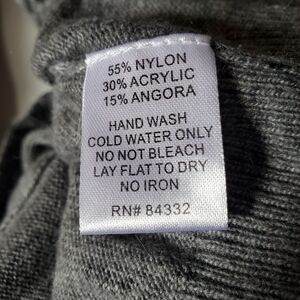 55% NYLON
30% ACRYLIC
15% ANGORA
HAND WASH
COLD WATER ONLY
NO NOT BLEACH
LAY FLAT TO DRY
NO IRON
RN# 84332